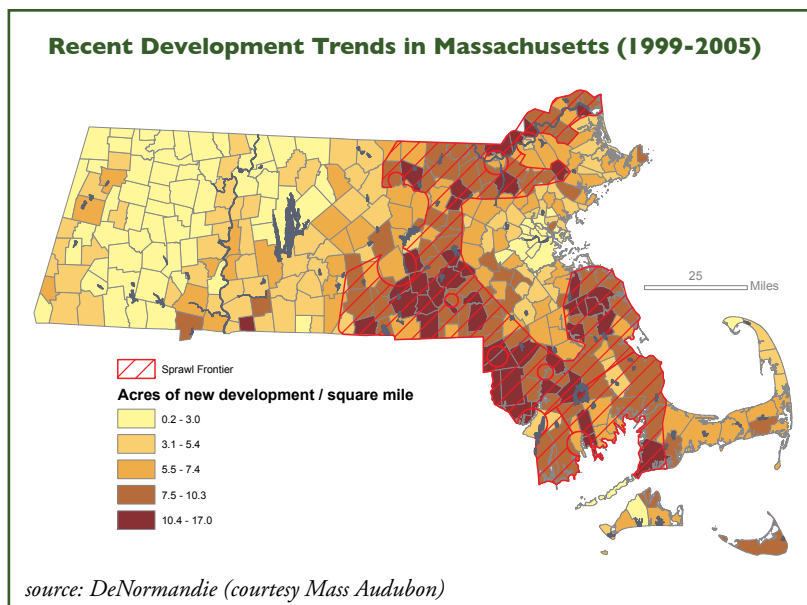 Recent Development Trends in Massachusetts (1999-2005)
25
Miles
Sprawl Frontier
Acres of new development / square mile
0.2 - 3.0
3.1 - 5.4
5.5 - 7.4
7.5 - 10.3
10.4 - 17.0
source: DeNormandie (courtesy Mass Audubon)